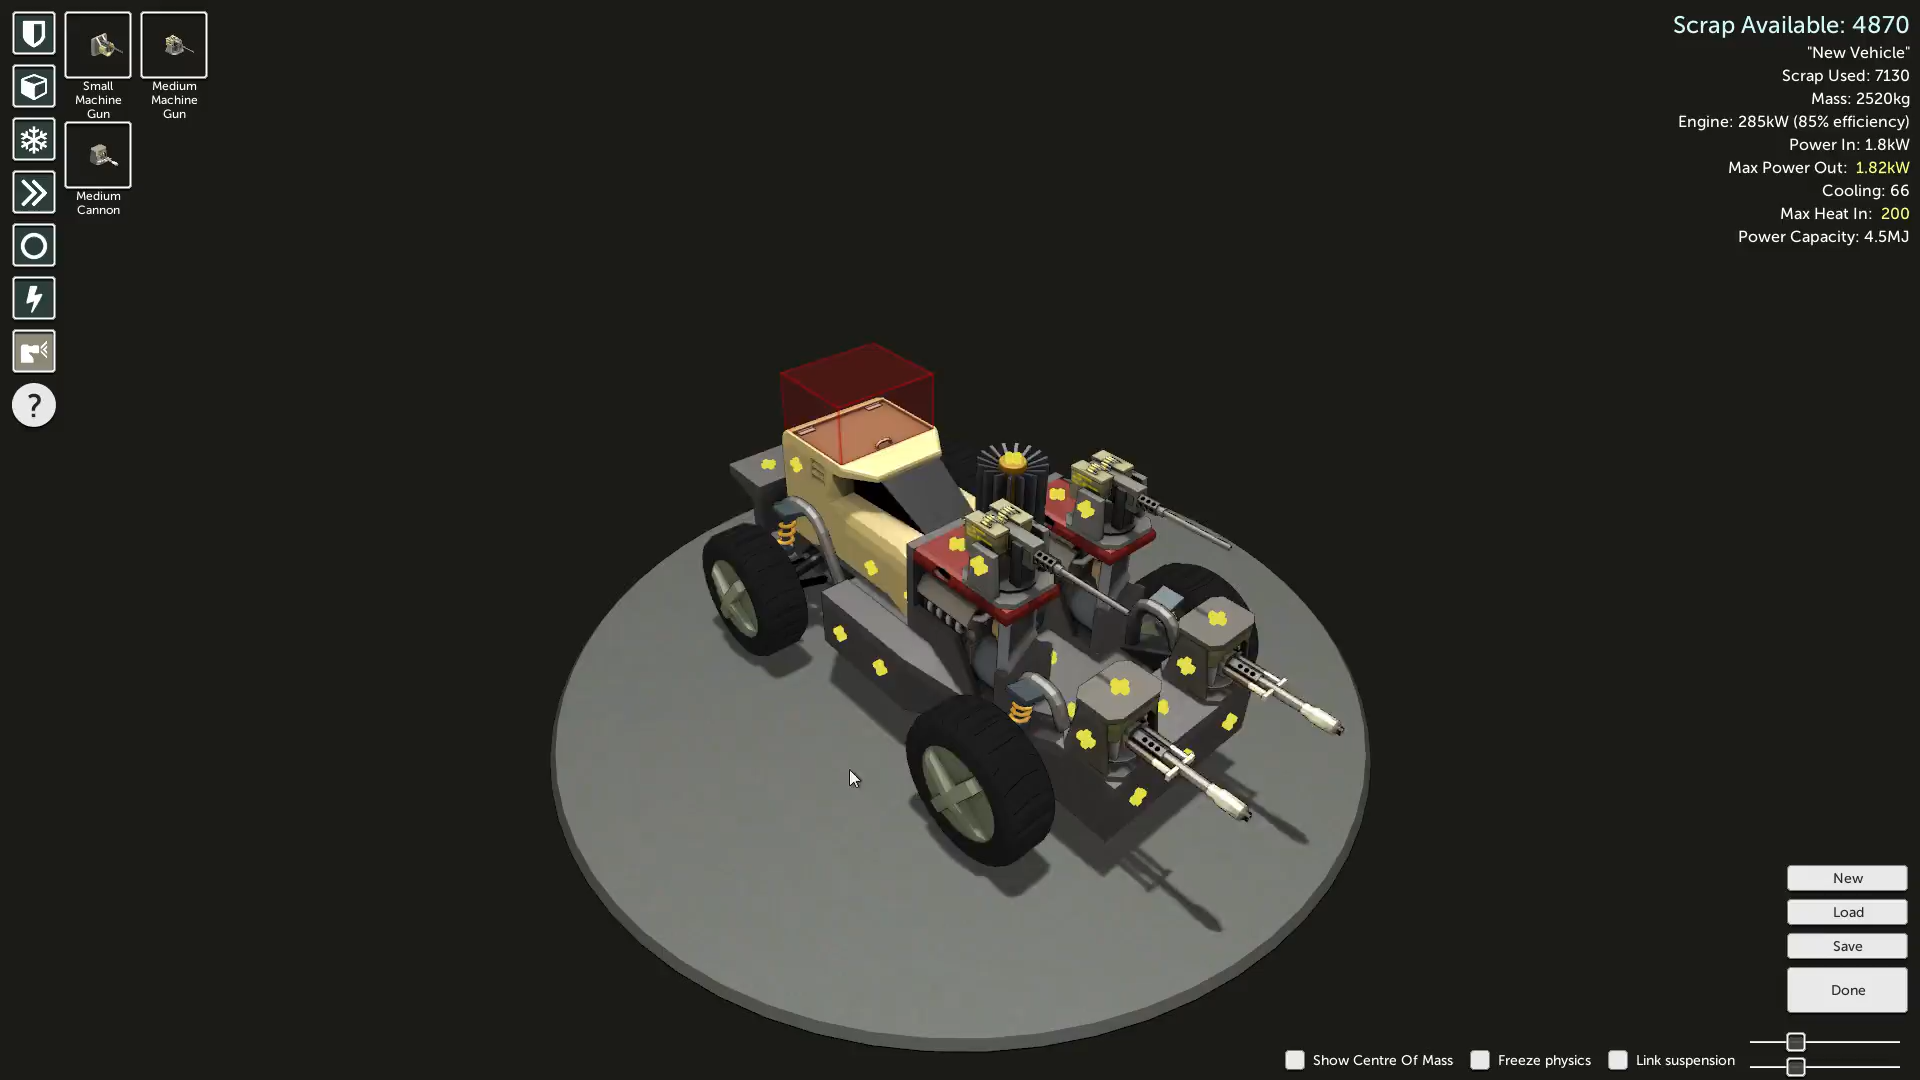 Small
Machine
Gun
Medium
Machine
Gun
Medium
Cannon
?
Scrap Available: 4870
"New Vehicle"
Scrap Used: 7130
Mass: 2520kg
Engine: 285kW (85% efficiency)
Power In: 1.8kW
Max Power Out: 1.82kW
Cooling: 66
Max Heat In: 200
Power Capacity: 4.5MJ
New
Load
Save
Done
Show Centre Of Mass
Freeze physics
Link suspension